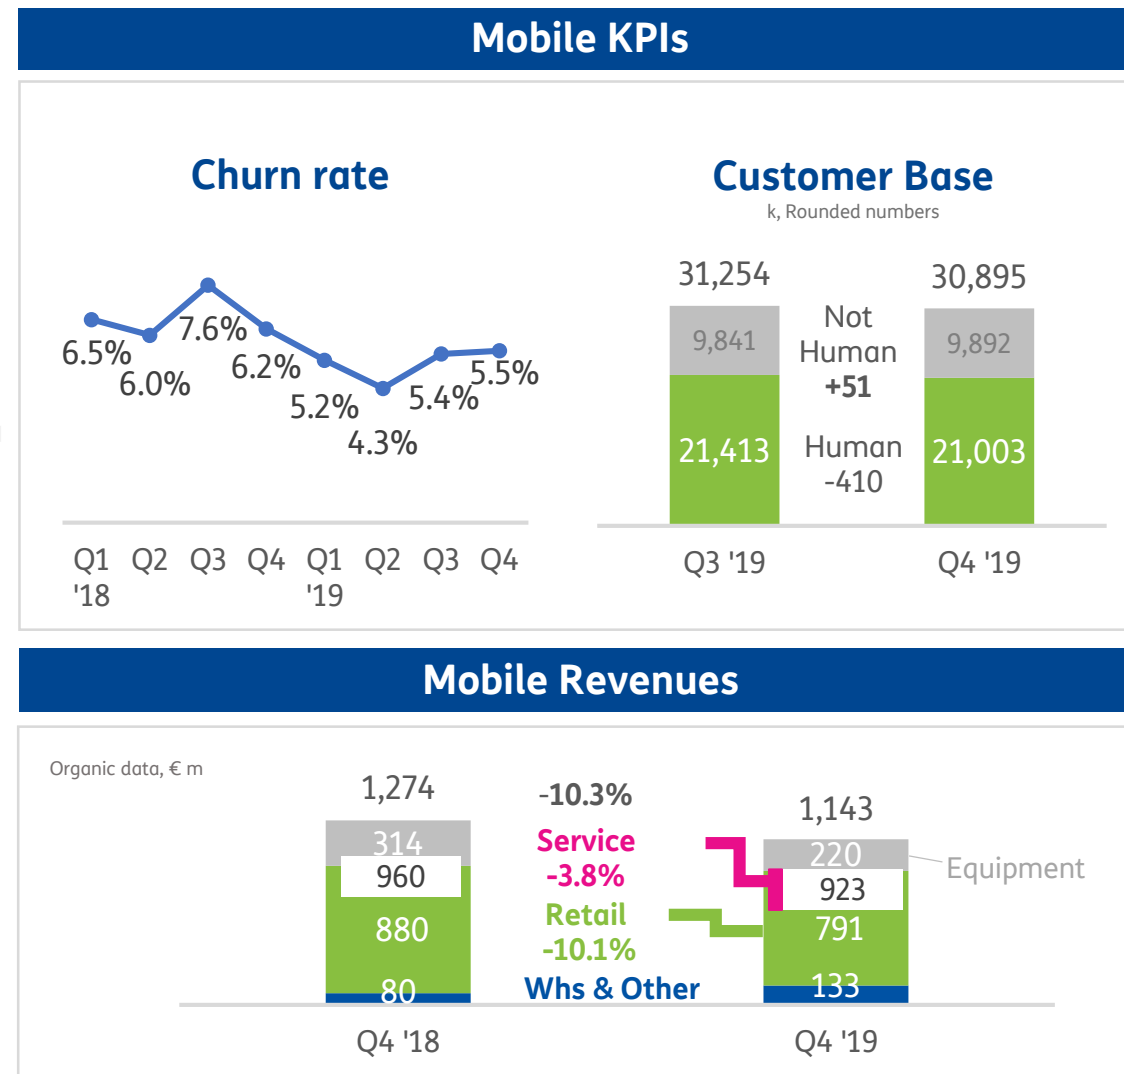 Mobile KPIs
Churn rate
6.5%
6.0%
7.6%
6.2%
5.2%
4.3%
5.4%
5.5%
Q1 Q2 Q3 Q4 Q1 Q2 Q3 Q4
'18 '19
Customer Base
k, Rounded numbers
31,254
30,895
9,841
Not
Human
+51
9,892
21,413
Human
-410
21,003
Q3 '19
Q4 '19
Mobile Revenues
Organic data, € m
1,274
-10.3%
1,143
314
Service
-3.8%
220
Equipment
960
923
880
Retail
-10.1%
791
80
Whs & Other
133
Q4 '18
Q4 '19